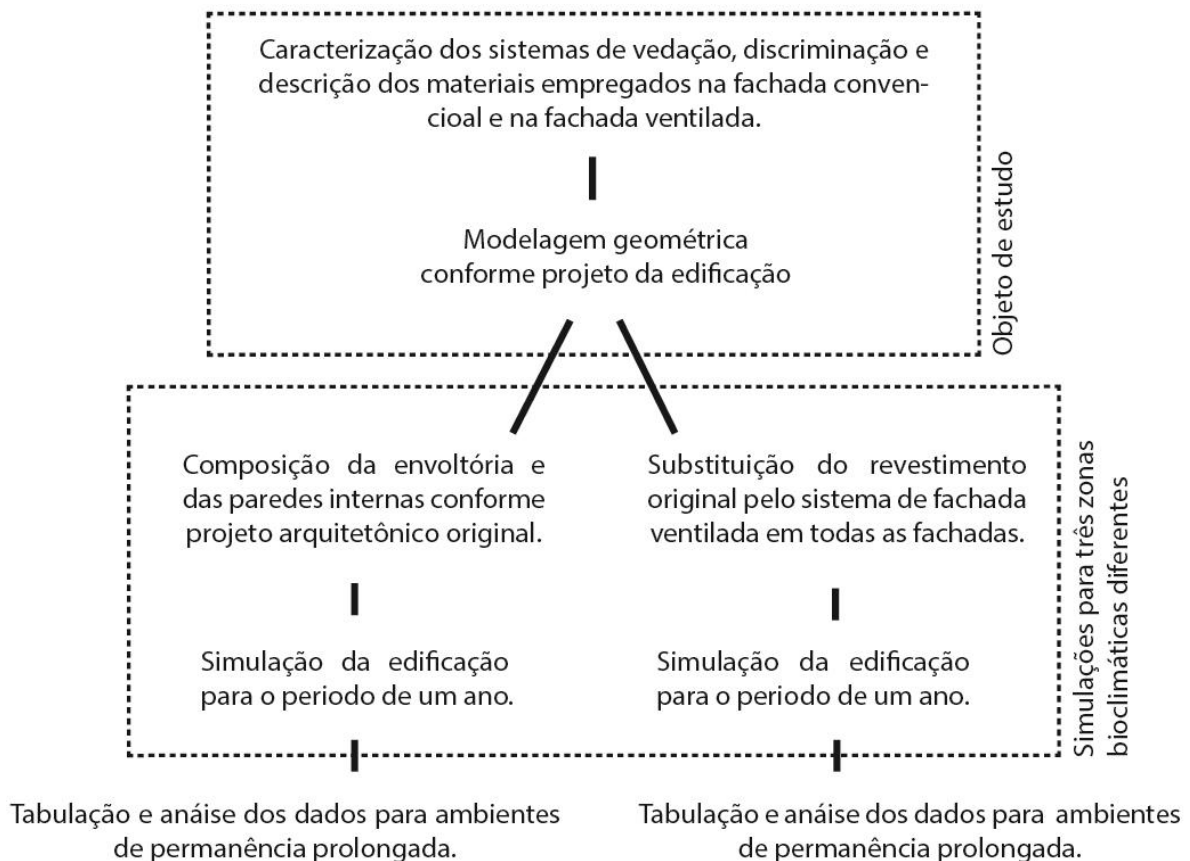 Caracterização dos sistemas de vedação, discriminação e
descrição dos materiais empregados na fachada conven-
cioal e na fachada ventilada.
Modelagem geométrica
conforme projeto da edificação
Objeto de estudo
Composição da envoltória e
das paredes internas conforme
projeto arquitetônico original.
Substituição do revestimento
original pelo sistema de fachada
ventilada em todas as fachadas.
Simulação da edificação
para o periodo de um ano.
Simulação da edificação
para o periodo de um ano.
Simulações para três zonas
bioclimáticas diferentes
Tabulação e anáise dos dados para ambientes
de permanência prolongada.
Tabulação e anáise dos dados para ambientes
de permanência prolongada.